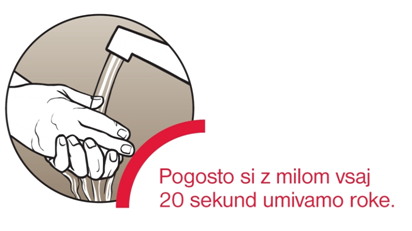 Pogosto si z milom vsaj
20 sekund umivamo roke.